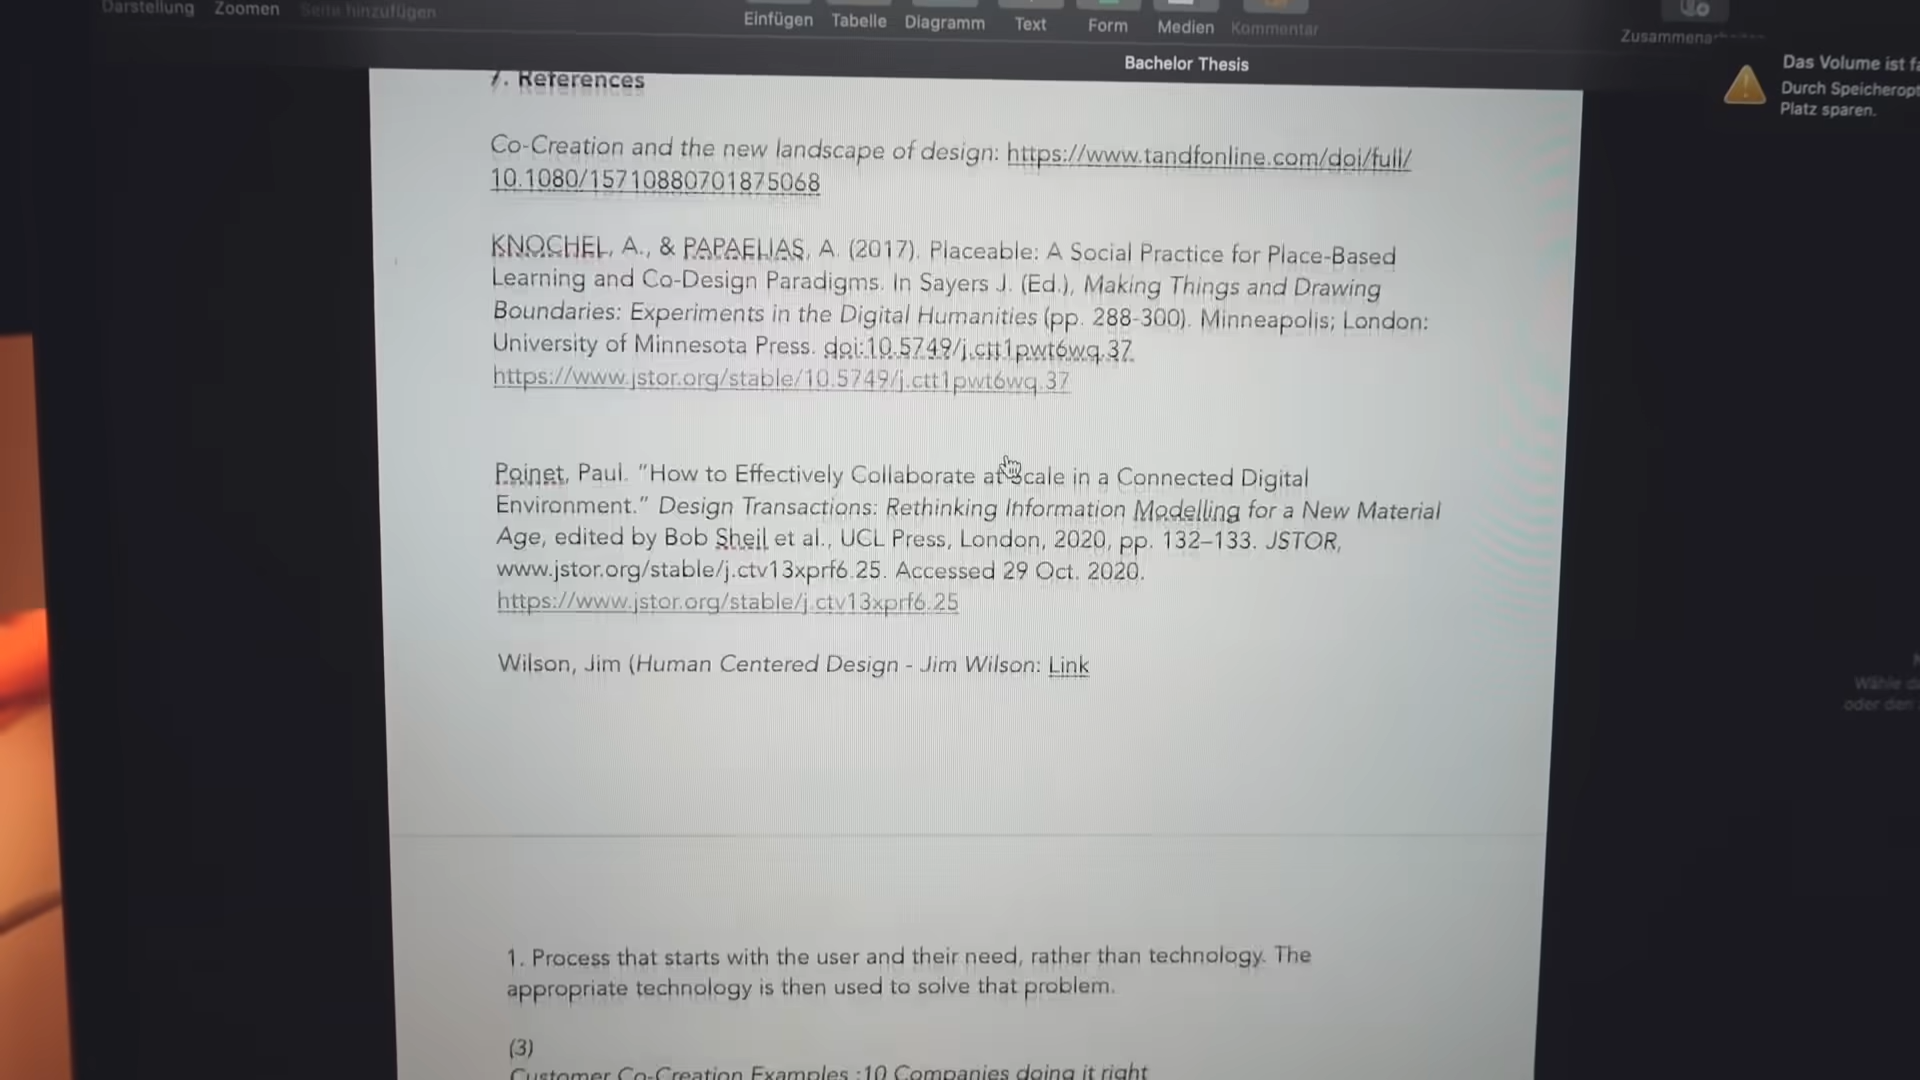 Darstellung Zoomen Seite hinzufügen Einfügen Tabelle Diagramm Text Form Medien Kommentar
Bachelor Thesis
Das Volume ist
Durch
Platz sparen.
7. References
Co-Creation and the new landscape of design: https://www.tandfonline.com/doi/full/
10.1080/15710880701875068
KNOCHEL, A., & PAPAELIAS, A. (2017). Placeable: A Social Practice for Place-Based
Learning and Co-Design Paradigms. In Sayers J. (Ed.), Making Things and Drawing
Boundaries: Experiments in the Digital Humanities (pp. 288-300). Minneapolis; London:
University of Minnesota Press. doi:10.5749/j.ctt1pwt6wq.37.
https://www.jstor.org/stable/10.5749/j.ctt1pwt6wq.37
Poinet, Paul. “How to Effectively Collaborate at Scale in a Connected Digital
Environment.” Design Transactions: Rethinking Information Modelling for a New Material
Age, edited by Bob Sheil et al., UCL Press, London, 2020, pp. 132–133. JSTOR,
www.jstor.org/stable/j.ctv13xprf6.25. Accessed 29 Oct. 2020.
https://www.jstor.org/stable/j.ctv13xprf6.25
Wilson, Jim (Human Centered Design - Jim Wilson: Link
Wähle
oder den
1. Process that starts with the user and their need, rather than technology. The
appropriate technology is then used to solve that problem.
(3)
Customer Co-Creation Examples :10 Companies doing it right